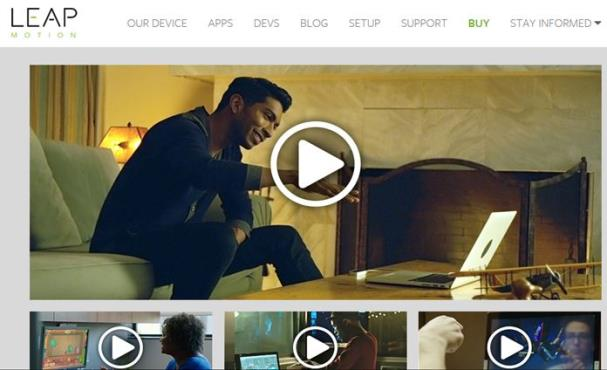 LEAP
MOTION
OUR DEVICE APPS DEVS BLOG SETUP SUPPORT BUY STAY INFORMED